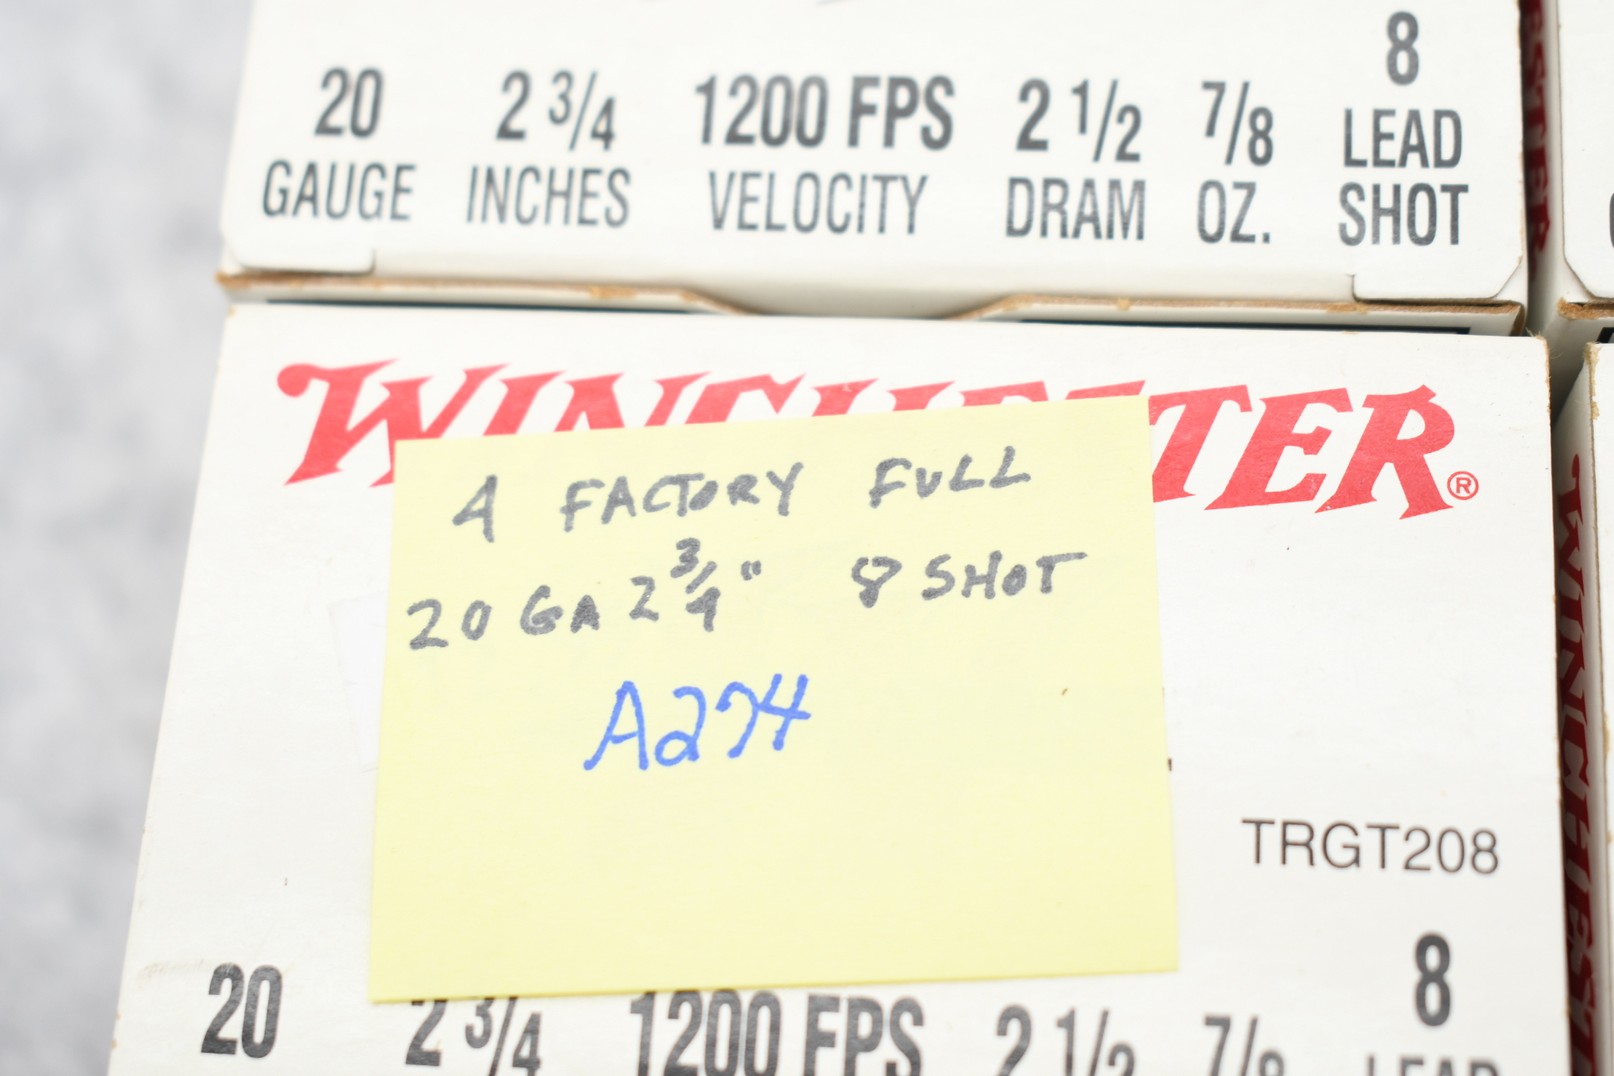 20 2 3/4 1200 FPS 2 1/2 7/8 8
GAUGE INCHES VELOCITY DRAM OZ. LEAD SHOT
WINCHESTER®
4 FACTORY FULL
20 GA 2 3/4" 8 SHOT
A274
TRGT208
20 2 3/4 1200 FPS 2 1/2 7/8 8
LEAD
WINCHESTER